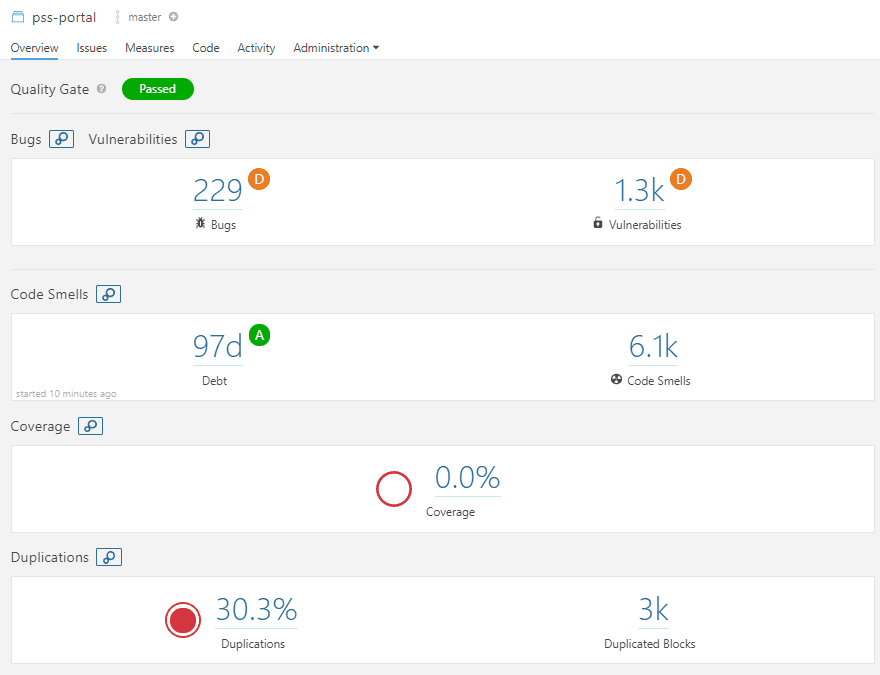 pss-portal master
Overview Issues Measures Code Activity Administration
Quality Gate ? Passed
Bugs Vulnerabilities
229 D 1.3k D
Bugs Vulnerabilities
Code Smells
97d A 6.1k
Debt Code Smells
started 10 minutes ago
Coverage
0.0%
Coverage
Duplications
30.3% 3k
Duplications Duplicated Blocks